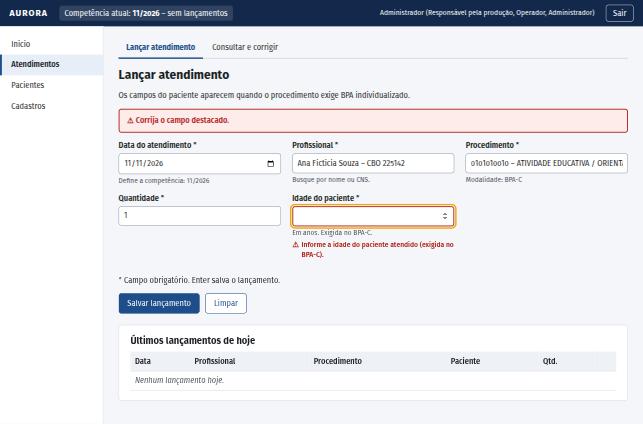 AURORA
Competência atual: 11/2026 – sem lançamentos
Administrador (Responsável pela produção, Operador, Administrador)
Sair
Início
Atendimentos
Pacientes
Cadastros
Lançar atendimento
Consultar e corrigir
Lançar atendimento
Os campos do paciente aparecem quando o procedimento exige BPA individualizado.
⚠ Corrija o campo destacado.
Data do atendimento *
Profissional *
Procedimento *
11/11/2026
Ana Ficticia Souza – CBO 225142
0101010010 – ATIVIDADE EDUCATIVA / ORIENT
Define a competência: 11/2026
Busque por nome ou CNS.
Modalidade: BPA-C
Quantidade *
Idade do paciente *
1
Em anos. Exigida no BPA-C.
⚠ Informe a idade do paciente atendido (exigida no
BPA-C).
* Campo obrigatório. Enter salva o lançamento.
Salvar lançamento
Limpar
Últimos lançamentos de hoje
Data Profissional Procedimento Paciente Qtd.
Nenhum lançamento hoje.